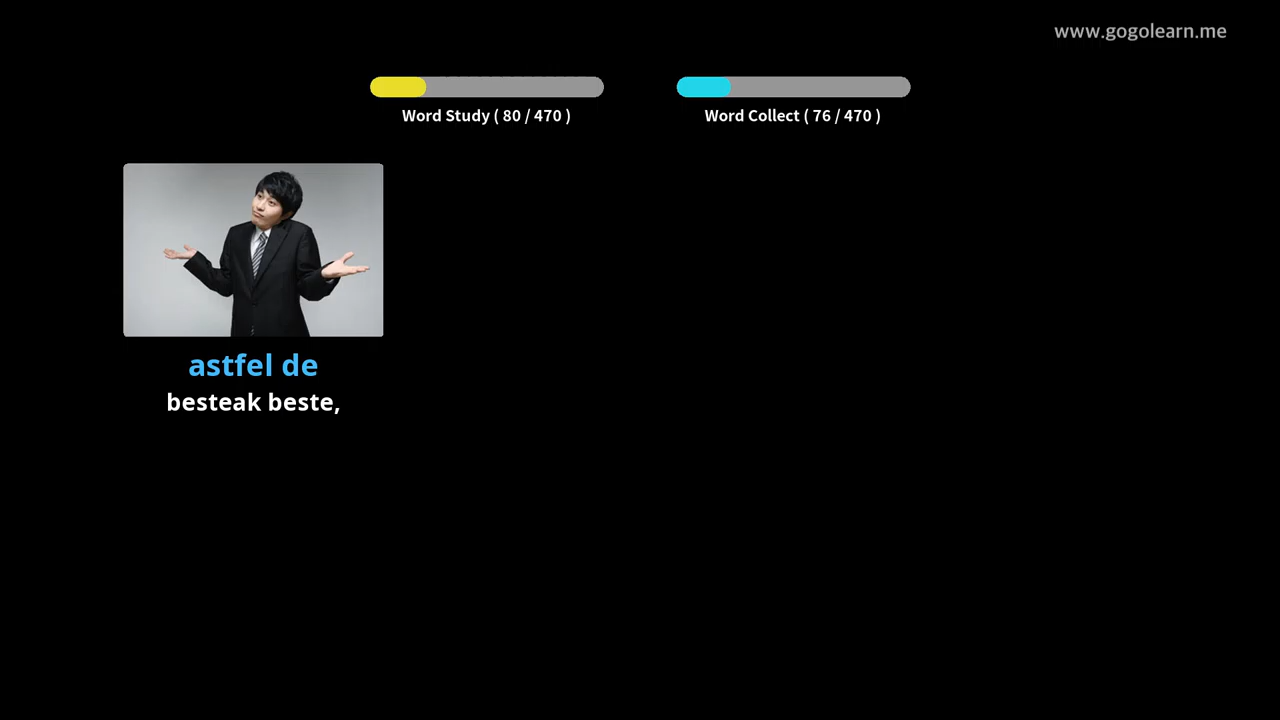 www.gogolearn.me
Word Study ( 80 / 470 )
Word Collect ( 76 / 470 )
astfel de
besteak beste,